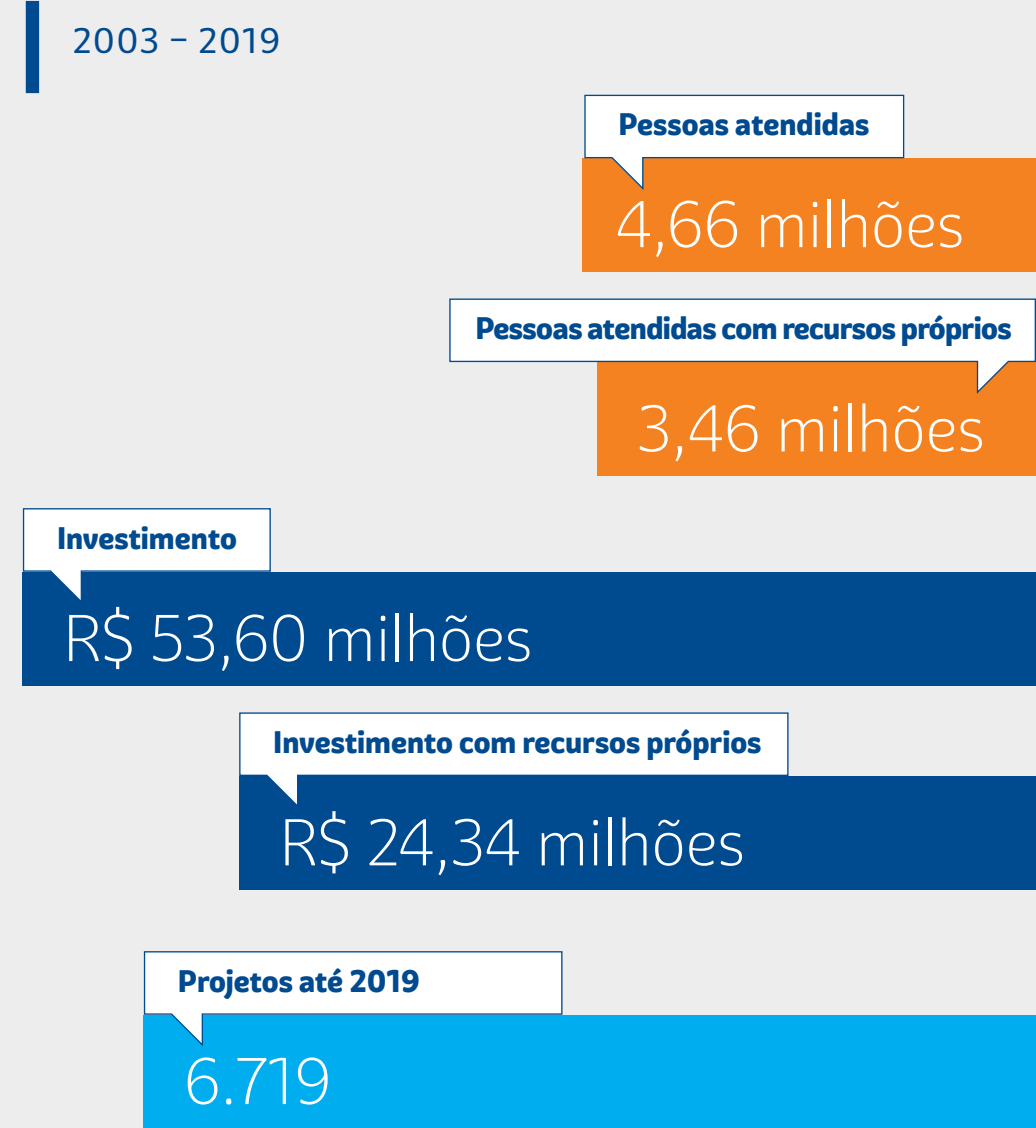 2003 – 2019
Pessoas atendidas
4,66 milhões
Pessoas atendidas com recursos próprios
3,46 milhões
Investimento
R$ 53,60 milhões
Investimento com recursos próprios
R$ 24,34 milhões
Projetos até 2019
6.719